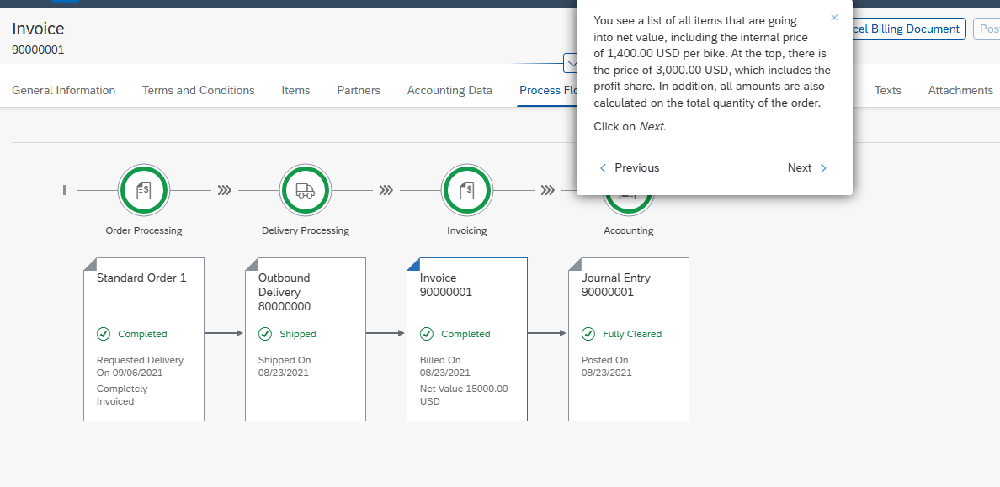 Invoice
90000001
cel Billing Document
Pos
General Information
Terms and Conditions
Items
Partners
Accounting Data
Process Flo
Texts
Attachments
You see a list of all items that are going
into net value, including the internal price
of 1,400.00 USD per bike. At the top, there is
the price of 3,000.00 USD, which includes the
profit share. In addítion, all amounts are also
calculated on the total quantity of the order.
Click on Next.
Previous
Next
Order Processing
Delivery Processing
Invoicing
Accounting
Standard Order 1
Completed
Requested Delivery
On 09/06/2021
Completely
Invoiced
Outbound
Delivery
80000000
Shipped
Shipped On
08/23/2021
Invoice
90000001
Completed
Billed On
08/23/2021
Net Value 15000.00
USD
Journal Entry
90000001
Fully Cleared
Posted On
08/23/2021